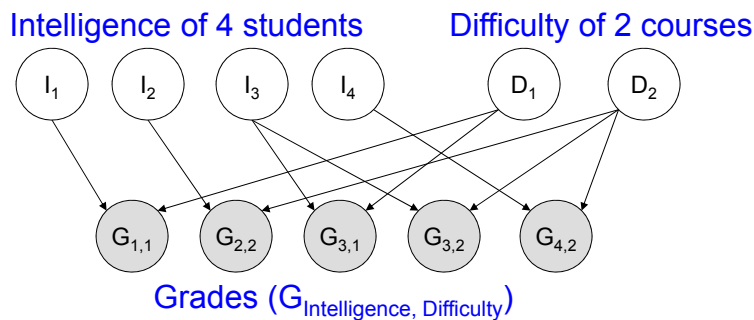 Intelligence of 4 students Difficulty of 2 courses
I₁ I₂ I₃ I₄ D₁ D₂
G₁,₁ G₂,₂ G₃,₁ G₃,₂ G₄,₂
Grades (G_Intelligence, Difficulty)